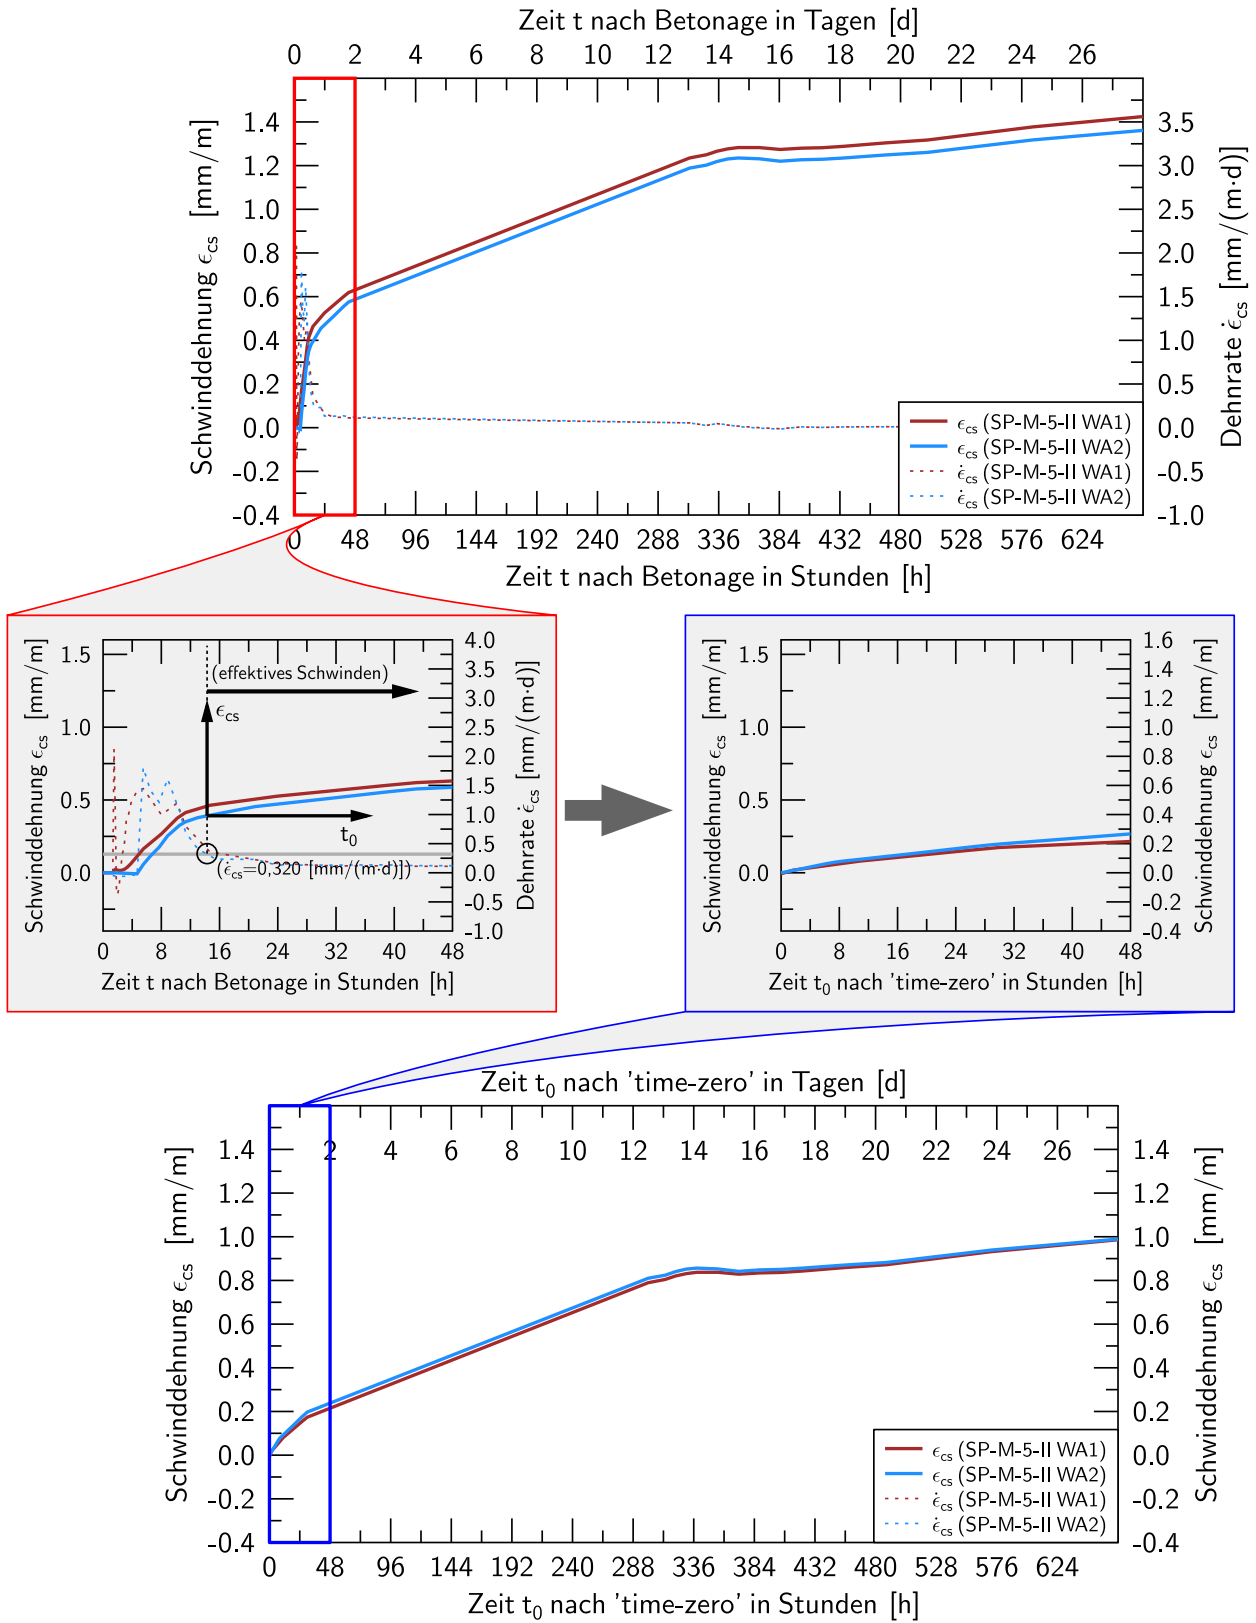 Zeit t nach Betonage in Tagen [d]
0 2 4 6 8 10 12 14 16 18 20 22 24 26
1.4
1.2
1.0
0.8
0.6
0.4
0.2
0.0
-0.2
-0.4
Schwinddehnung ϵcs [mm/m]
3.5
3.0
2.5
2.0
1.5
1.0
0.5
0.0
-0.5
-1.0
Dehnrate ϵ̇cs [mm/(m·d)]
ϵcs (SP-M-5-II WA1)
ϵcs (SP-M-5-II WA2)
ϵ̇cs (SP-M-5-II WA1)
ϵ̇cs (SP-M-5-II WA2)
0 48 96 144 192 240 288 336 384 432 480 528 576 624
Zeit t nach Betonage in Stunden [h]
1.5
1.0
0.5
0.0
Schwinddehnung ϵcs [mm/m]
(effektives Schwinden)
ϵcs
t0
(ϵ̇cs=0,320 [mm/(m·d)])
4.0
3.5
3.0
2.5
2.0
1.5
1.0
0.5
0.0
-0.5
-1.0
Dehnrate ϵ̇cs [mm/(m·d)]
0 8 16 24 32 40 48
Zeit t nach Betonage in Stunden [h]
1.5
1.0
0.5
0.0
Schwinddehnung ϵcs [mm/m]
1.6
1.4
1.2
1.0
0.8
0.6
0.4
0.2
0.0
-0.2
-0.4
Schwinddehnung ϵcs [mm/m]
0 8 16 24 32 40 48
Zeit t0 nach 'time-zero' in Stunden [h]
Zeit t0 nach 'time-zero' in Tagen [d]
2 4 6 8 10 12 14 16 18 20 22 24 26
1.4
1.2
1.0
0.8
0.6
0.4
0.2
0.0
-0.2
-0.4
Schwinddehnung ϵcs [mm/m]
1.4
1.2
1.0
0.8
0.6
0.4
0.2
0.0
-0.2
-0.4
Schwinddehnung ϵcs [mm/m]
ϵcs (SP-M-5-II WA1)
ϵcs (SP-M-5-II WA2)
ϵ̇cs (SP-M-5-II WA1)
ϵ̇cs (SP-M-5-II WA2)
0 48 96 144 192 240 288 336 384 432 480 528 576 624
Zeit t0 nach 'time-zero' in Stunden [h]